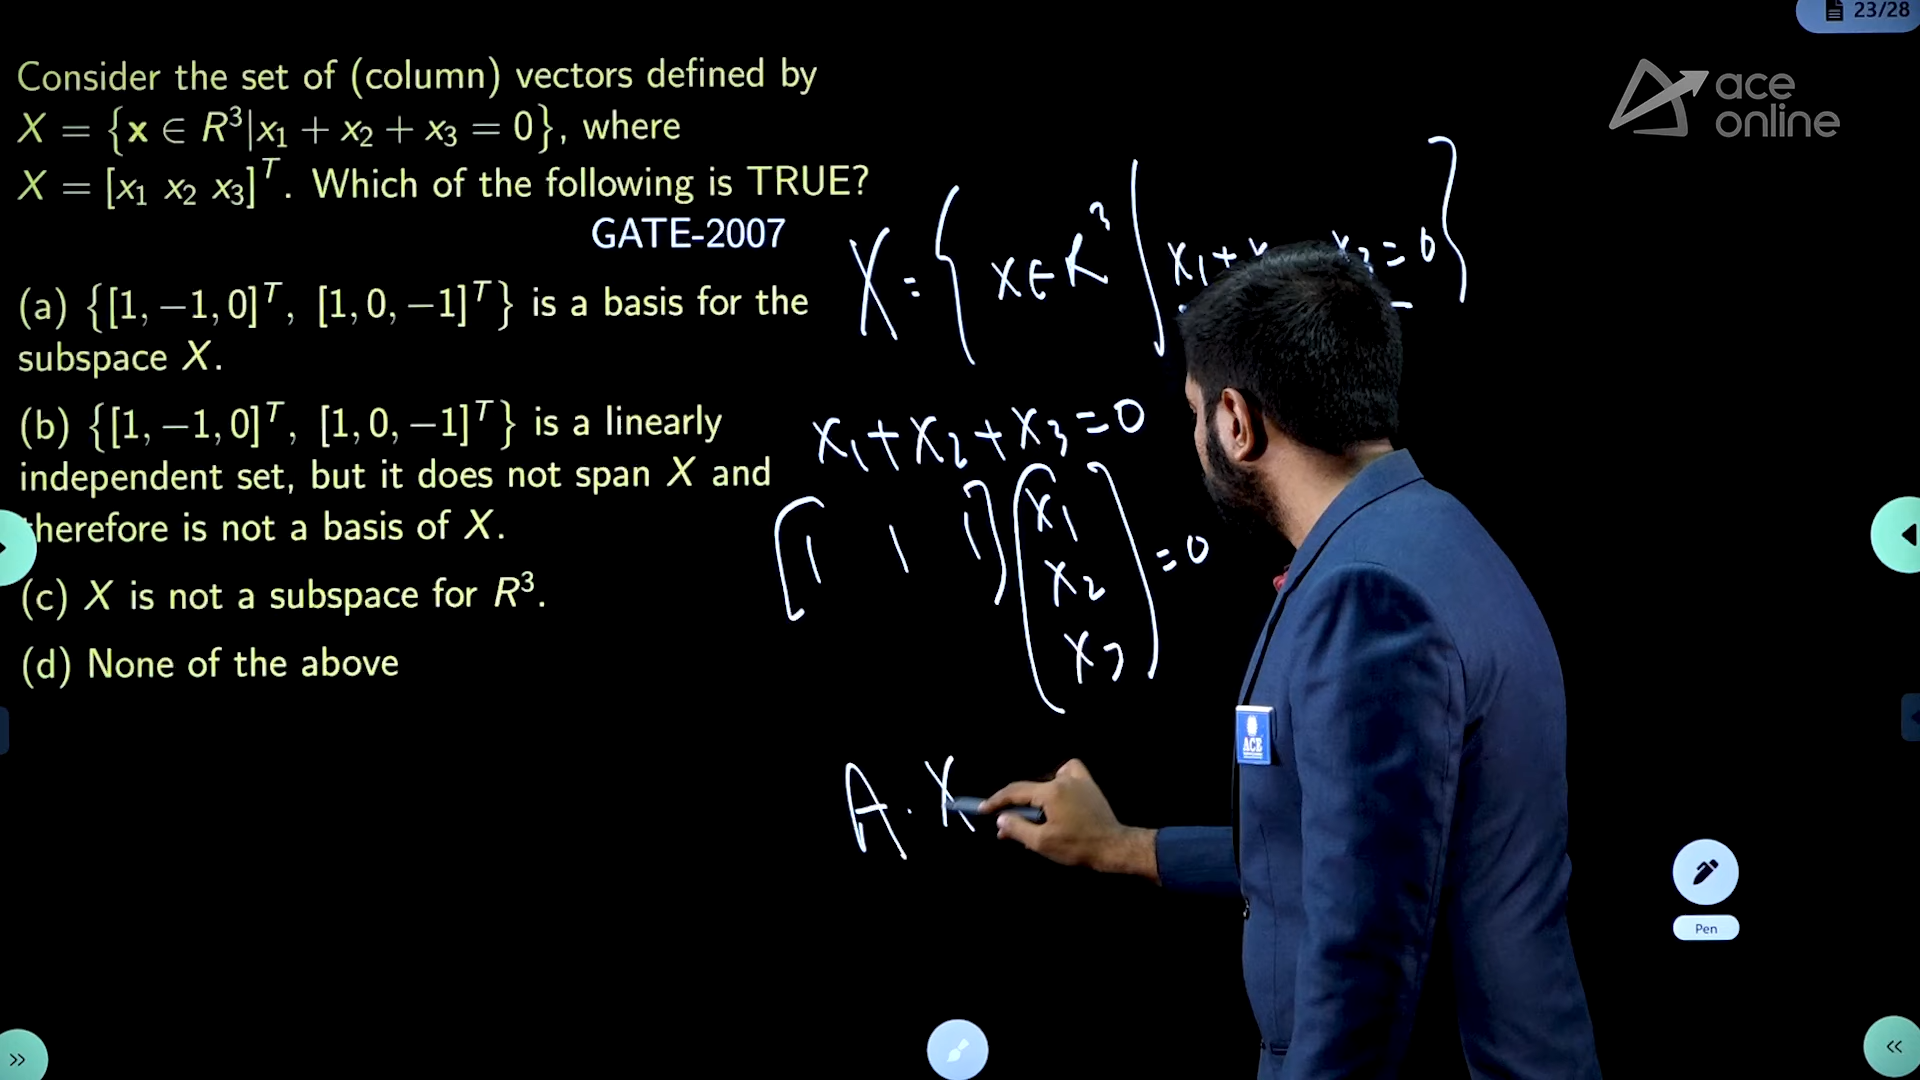 23/28
ace
online
Consider the set of (column) vectors defined by
X = {x ∈ R³|x₁ + x₂ + x₃ = 0}, where
X = [x₁ x₂ x₃]ᵀ. Which of the following is TRUE?
GATE-2007
(a) {[1, −1, 0]ᵀ, [1, 0, −1]ᵀ} is a basis for the
subspace X.
(b) {[1, −1, 0]ᵀ, [1, 0, −1]ᵀ} is a linearly
independent set, but it does not span X and
herefore is not a basis of X.
(c) X is not a subspace for R³.
(d) None of the above
X = { x ∈ R³ | x₁ + x₃ = 0 }
x₁ + x₂ + x₃ = 0
[1 1 1] [x₁
x₂
x₃] = 0
A · X
ACE
Pen
»
«